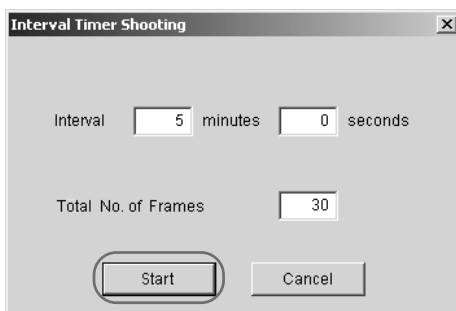 Interval Timer Shooting
Interval 5 minutes 0 seconds
Total No. of Frames 30
Start Cancel